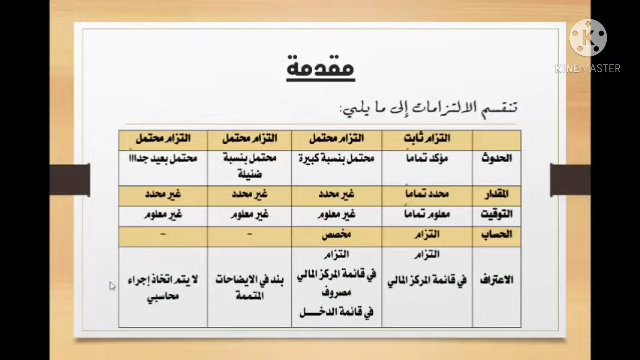 مقدمة
تنقسم الالتزامات إلى ما يلي:
التزام ثابت التزام محتمل التزام محتمل التزام محتمل
الحدوث مؤكد تماما محتمل بنسبة كبيرة محتمل بنسبة ضئيلة محتمل بعيد جداااا
المقدار محدد تماماً غير محدد غير محدد غير محدد
التوقيت معلوم تماماً غير معلوم غير معلوم غير معلوم
الحساب التزام مخصص - -
الاعتراف التزام في قائمة المركز المالي التزام في قائمة المركز المالي مصروف في قائمة الدخـــل بند في الايضاحات المتممة لا يتم اتخاذ إجراء محاسبي
K
KINEMASTER